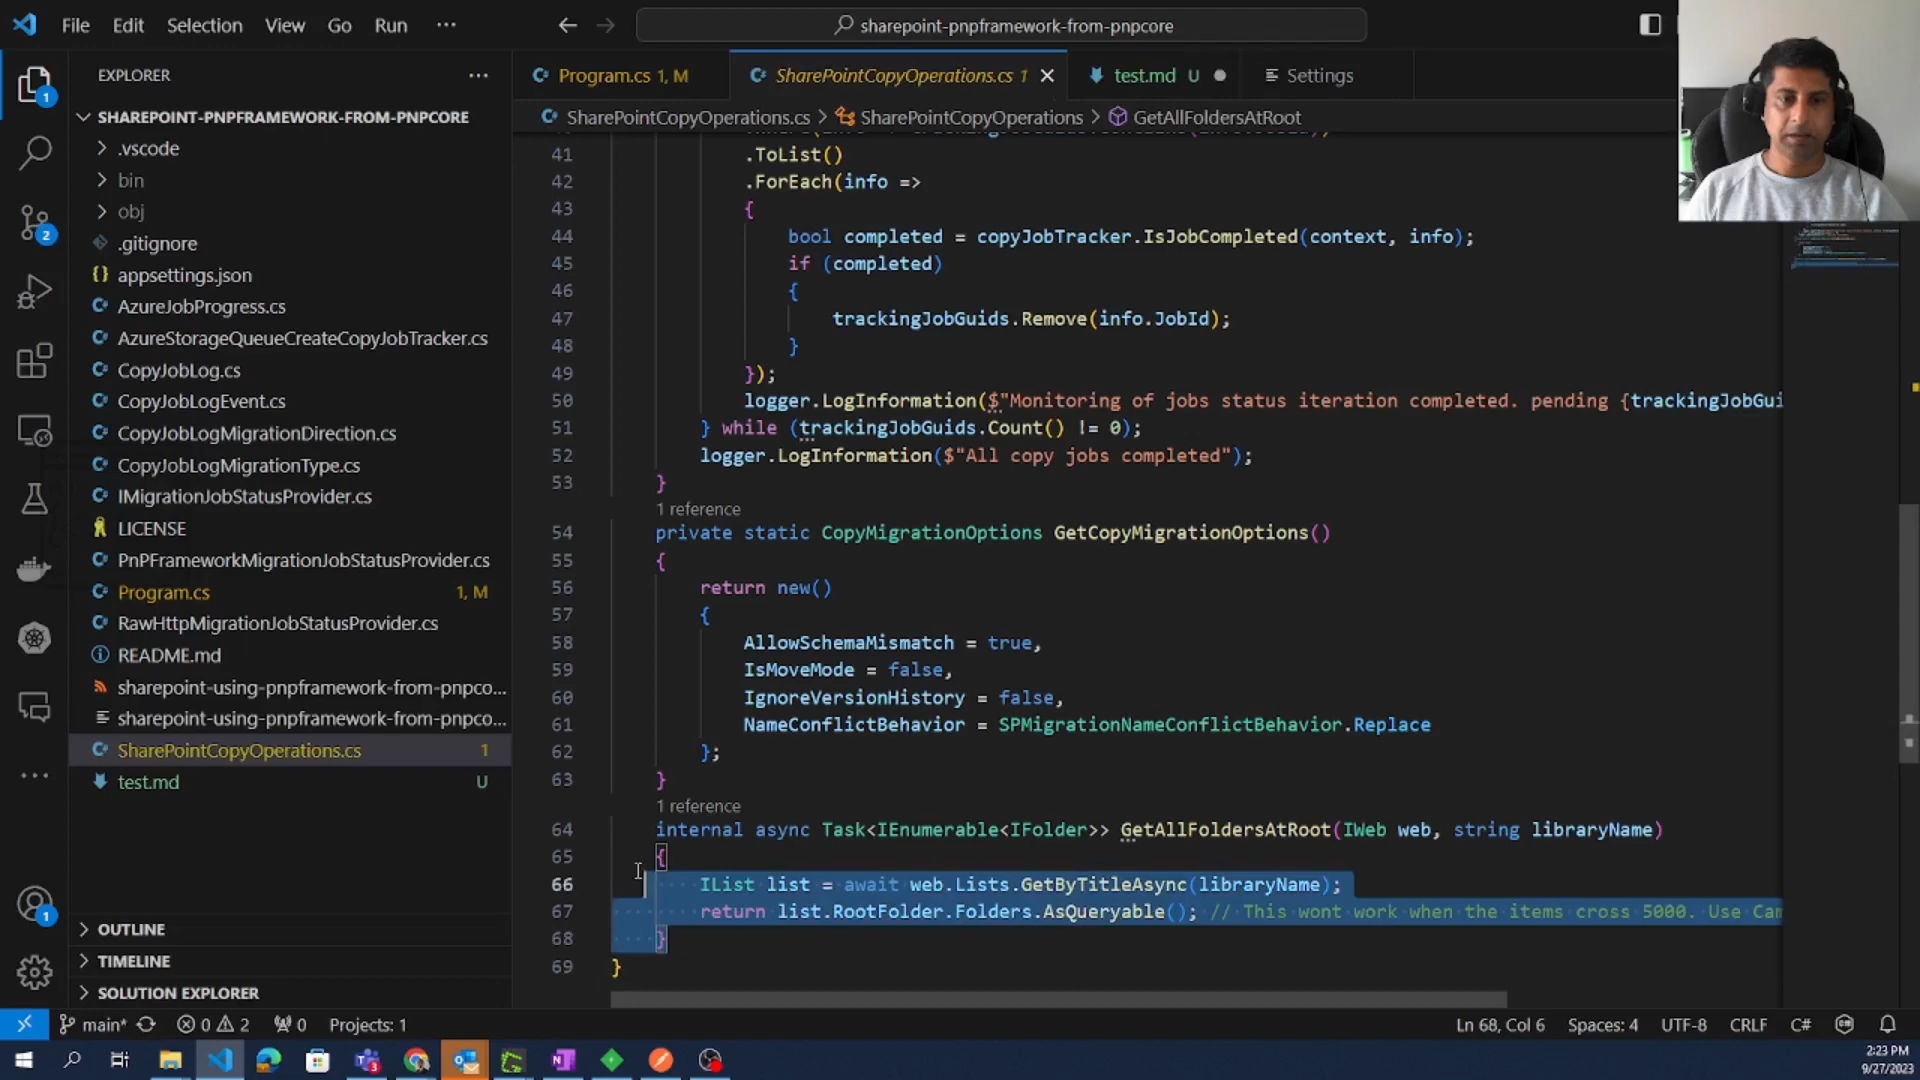 File Edit Selection View Go Run ···
sharepoint-pnpframework-from-pnpcore
EXPLORER
SHAREPOINT-PNPFRAMEWORK-FROM-PNPCORE
.vscode
bin
obj
.gitignore
{} appsettings.json
AzureJobProgress.cs
AzureStorageQueueCreateCopyJobTracker.cs
CopyJobLog.cs
CopyJobLogEvent.cs
CopyJobLogMigrationDirection.cs
CopyJobLogMigrationType.cs
IMigrationJobStatusProvider.cs
LICENSE
PnPFrameworkMigrationJobStatusProvider.cs
Program.cs 1, M
RawHttpMigrationJobStatusProvider.cs
README.md
sharepoint-using-pnpframework-from-pnpco...
sharepoint-using-pnpframework-from-pnpco...
SharePointCopyOperations.cs 1
test.md U
OUTLINE
TIMELINE
SOLUTION EXPLORER
Program.cs 1, M SharePointCopyOperations.cs 1 test.md U Settings
SharePointCopyOperations.cs > SharePointCopyOperations > GetAllFoldersAtRoot
41 .ToList()
42 .ForEach(info =>
43 {
44 bool completed = copyJobTracker.IsJobCompleted(context, info);
45 if (completed)
46 {
47 trackingJobGuids.Remove(info.JobId);
48 }
49 });
50 logger.LogInformation($"Monitoring of jobs status iteration completed. pending {trackingJobGui
51 } while (trackingJobGuids.Count() != 0);
52 logger.LogInformation($"All copy jobs completed");
53 }
1 reference
54 private static CopyMigrationOptions GetCopyMigrationOptions()
55 {
56 return new()
57 {
58 AllowSchemaMismatch = true,
59 IsMoveMode = false,
60 IgnoreVersionHistory = false,
61 NameConflictBehavior = SPMigrationNameConflictBehavior.Replace
62 };
63 }
1 reference
64 internal async Task<IEnumerable<IFolder>> GetAllFoldersAtRoot(IWeb web, string libraryName)
65 {
66 IList list = await web.Lists.GetByTitleAsync(libraryName);
67 return list.RootFolder.Folders.AsQueryable(); // This wont work when the items cross 5000. Use Cam
68 }
69 }
main* 0 2 0 Projects: 1 Ln 68, Col 6 Spaces: 4 UTF-8 CRLF C#
2:23 PM
9/27/2023